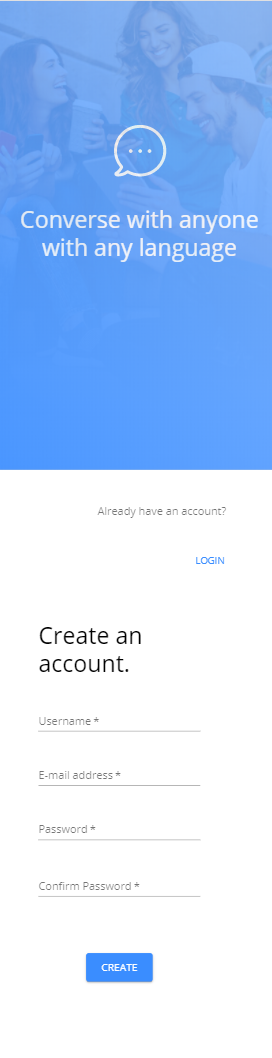 Converse with anyone
with any language
Already have an account?
LOGIN
Create an
account.
Username *
E-mail address *
Password *
Confirm Password *
CREATE